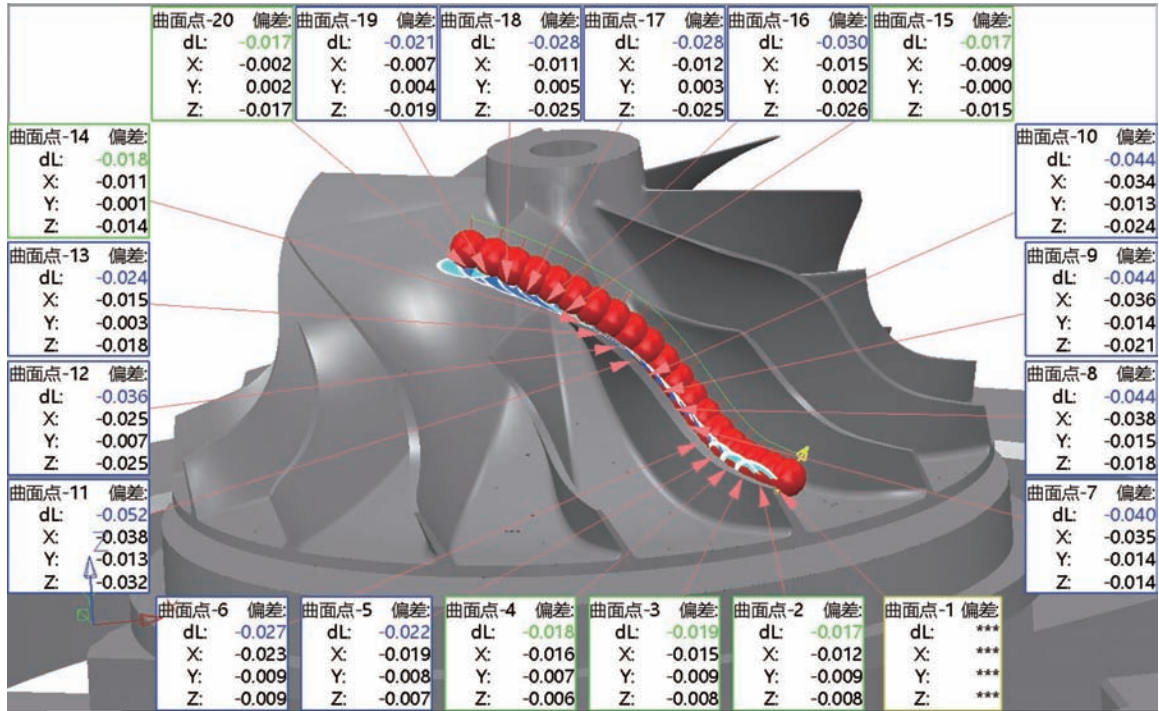 曲面点-20 偏差:
dL: -0.017
X: -0.002
Y: 0.002
Z: -0.017
曲面点-19 偏差:
dL: -0.021
X: -0.007
Y: 0.004
Z: -0.019
曲面点-18 偏差:
dL: -0.028
X: -0.011
Y: 0.005
Z: -0.025
曲面点-17 偏差:
dL: -0.028
X: -0.012
Y: 0.003
Z: -0.025
曲面点-16 偏差:
dL: -0.030
X: -0.015
Y: 0.002
Z: -0.026
曲面点-15 偏差:
dL: -0.017
X: -0.009
Y: -0.000
Z: -0.015
曲面点-14 偏差:
dL: -0.018
X: -0.011
Y: -0.001
Z: -0.014
曲面点-13 偏差:
dL: -0.024
X: -0.015
Y: -0.003
Z: -0.018
曲面点-12 偏差:
dL: -0.036
X: -0.025
Y: -0.007
Z: -0.025
曲面点-11 偏差:
dL: -0.052
X: -0.038
Y: -0.013
Z: -0.032
曲面点-10 偏差:
dL: -0.044
X: -0.034
Y: -0.013
Z: -0.024
曲面点-9 偏差:
dL: -0.044
X: -0.036
Y: -0.014
Z: -0.021
曲面点-8 偏差:
dL: -0.044
X: -0.038
Y: -0.015
Z: -0.018
曲面点-7 偏差:
dL: -0.040
X: -0.035
Y: -0.014
Z: -0.014
曲面点-6 偏差:
dL: -0.027
X: -0.023
Y: -0.009
Z: -0.009
曲面点-5 偏差:
dL: -0.022
X: -0.019
Y: -0.008
Z: -0.007
曲面点-4 偏差:
dL: -0.018
X: -0.016
Y: -0.007
Z: -0.006
曲面点-3 偏差:
dL: -0.019
X: -0.015
Y: -0.009
Z: -0.008
曲面点-2 偏差:
dL: -0.017
X: -0.012
Y: -0.009
Z: -0.008
曲面点-1 偏差:
dL: ***
X: ***
Y: ***
Z: ***